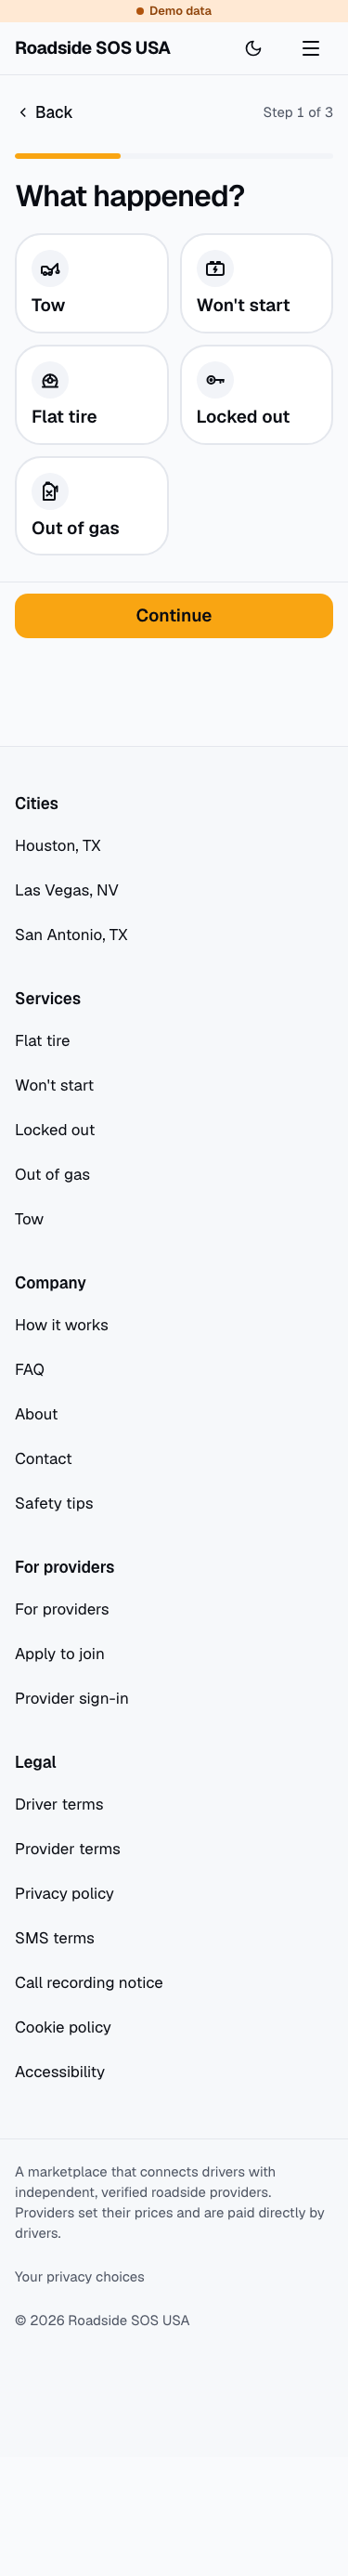 Demo data
Roadside SOS USA
Back
Step 1 of 3
What happened?
Tow
Won't start
Flat tire
Locked out
Out of gas
Continue
Cities
Houston, TX
Las Vegas, NV
San Antonio, TX
Services
Flat tire
Won't start
Locked out
Out of gas
Tow
Company
How it works
FAQ
About
Contact
Safety tips
For providers
For providers
Apply to join
Provider sign-in
Legal
Driver terms
Provider terms
Privacy policy
SMS terms
Call recording notice
Cookie policy
Accessibility
A marketplace that connects drivers with
independent, verified roadside providers.
Providers set their prices and are paid directly by
drivers.
Your privacy choices
© 2026 Roadside SOS USA